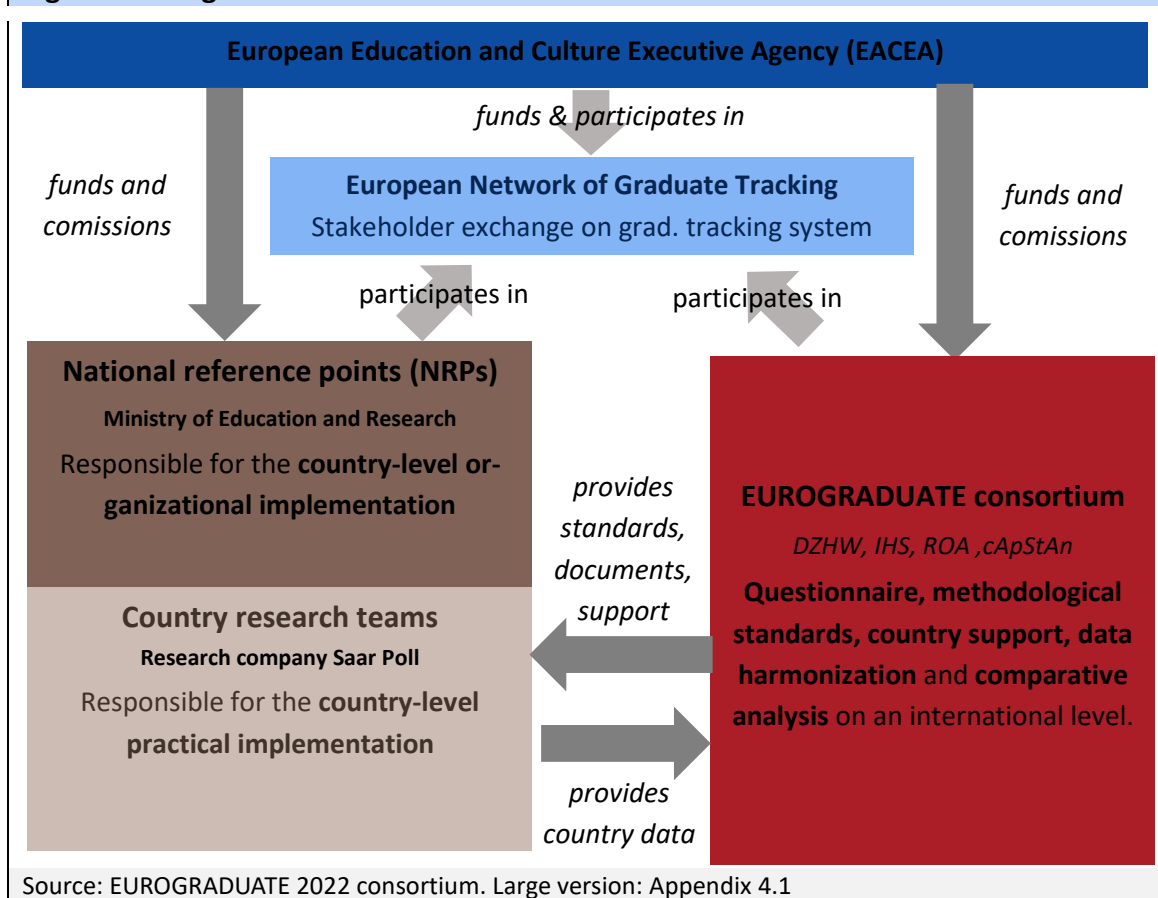 European Education and Culture Executive Agency (EACEA)
funds & participates in
funds and
comissions
European Network of Graduate Tracking
Stakeholder exchange on grad. tracking system
funds and
comissions
participates in
participates in
National reference points (NRPs)
Ministry of Education and Research
Responsible for the country-level or-
ganizational implementation
Country research teams
Research company Saar Poll
Responsible for the country-level
practical implementation
provides
standards,
documents,
support
provides
country data
EUROGRADUATE consortium
DZHW, IHS, ROA ,cApStAn
Questionnaire, methodological
standards, country support, data
harmonization and comparative
analysis on an international level.
Source: EUROGRADUATE 2022 consortium. Large version: Appendix 4.1